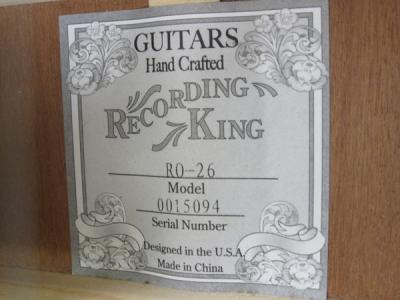 GUITARS
Hand Crafted
RECORDING
KING
RO-26
Model
0015094
Serial Number
Designed in the U.S.A.
Made in China